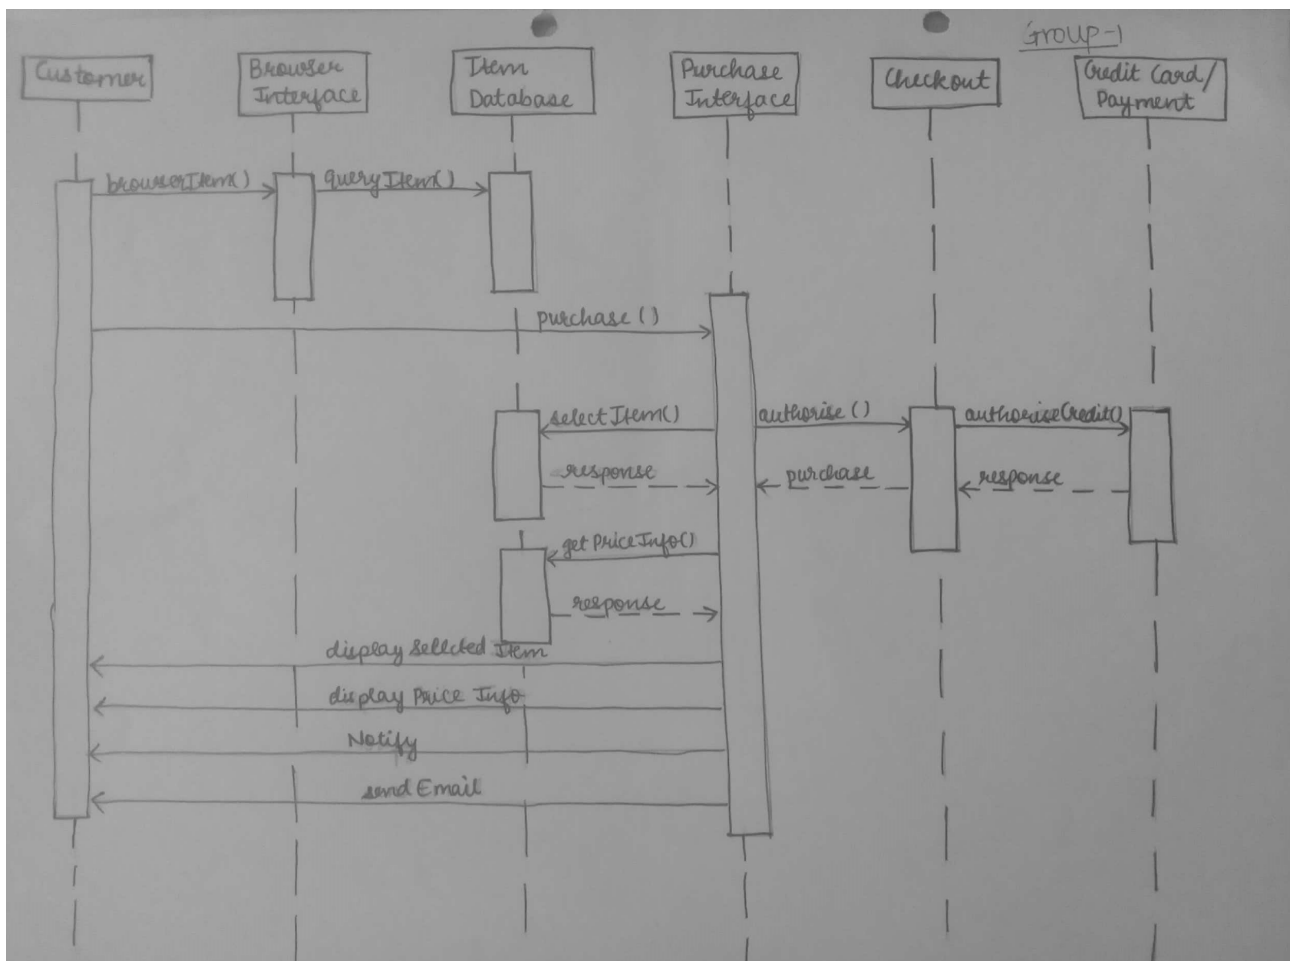 GROUP-1
Customer
Browser
Interface
Item
Database
Purchase
Interface
Checkout
Credit Card/
Payment
browserItem()
queryItem()
purchase ()
selectItem()
authorise ()
authoriseCredit()
response
purchase
response
getPriceInfo()
response
display Selected Item
display Price Info
Notify
send Email